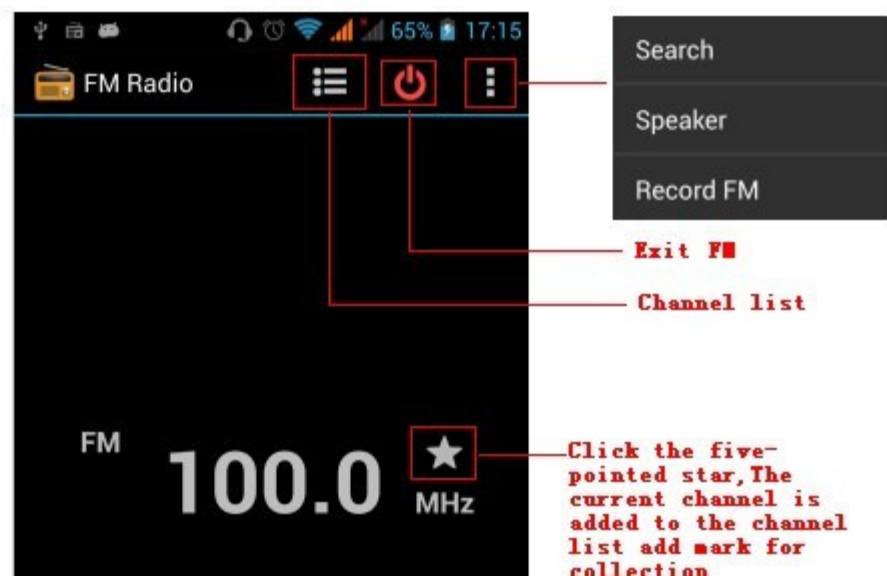 65% 17:15
FM Radio
Search
Speaker
Record FM
Exit FM
Channel list
FM
100.0
MHz
Click the five-
pointed star,The
current channel is
added to the channel
list add mark for
collection